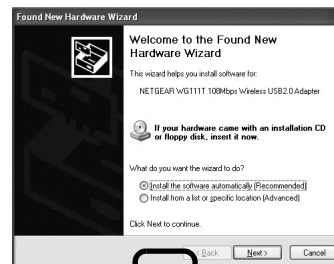 Found New Hardware Wizard
Welcome to the Found New
Hardware Wizard
This wizard helps you install software for:
NETGEAR WG111T 108Mbps Wireless USB2.0 Adapter
If your hardware came with an installation CD
or floppy disk, insert it now.
What do you want the wizard to do?
Install the software automatically (Recommended)
Install from a list or specific location (Advanced)
Click Next to continue.
< Back Next > Cancel